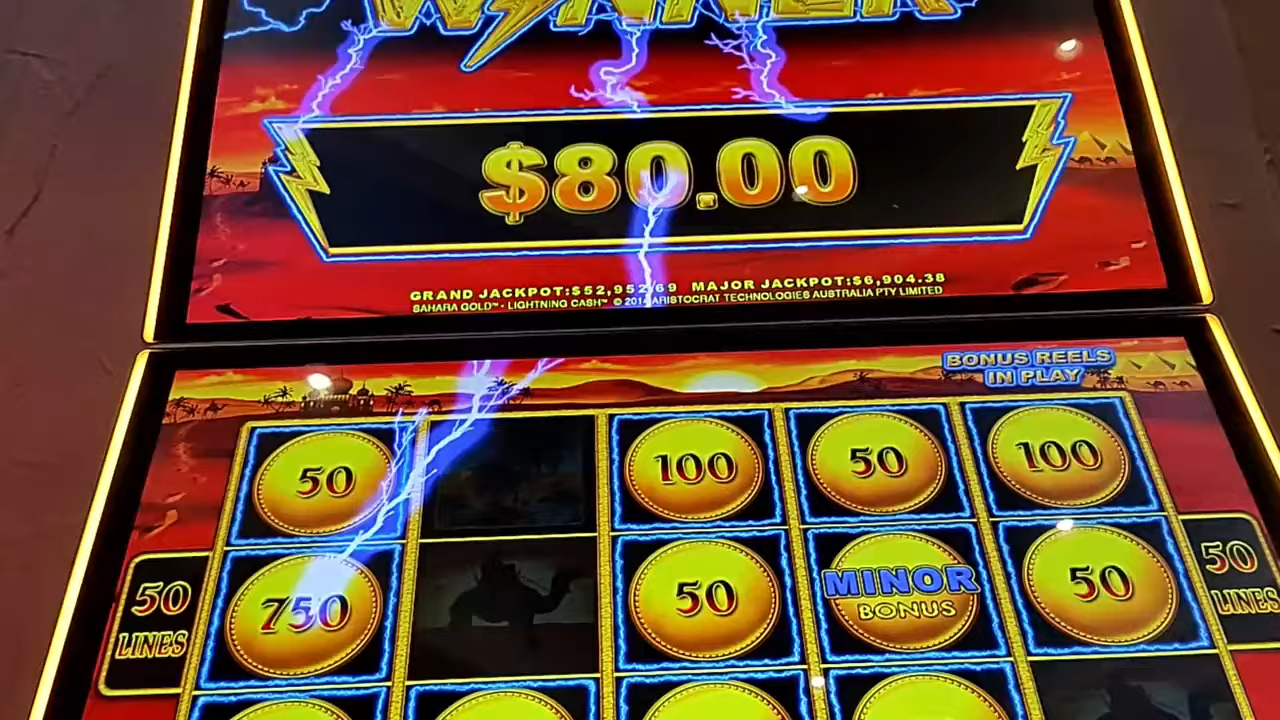 WINNER
$80.00
GRAND JACKPOT:$52,952.69 MAJOR JACKPOT:$6,904.38
SAHARA GOLD™ - LIGHTNING CASH™ © 2014 ARISTOCRAT TECHNOLOGIES AUSTRALIA PTY LIMITED
BONUS REELS
IN PLAY
50 100 50 100
50
LINES
750 50 MINOR
BONUS
50
50
LINES